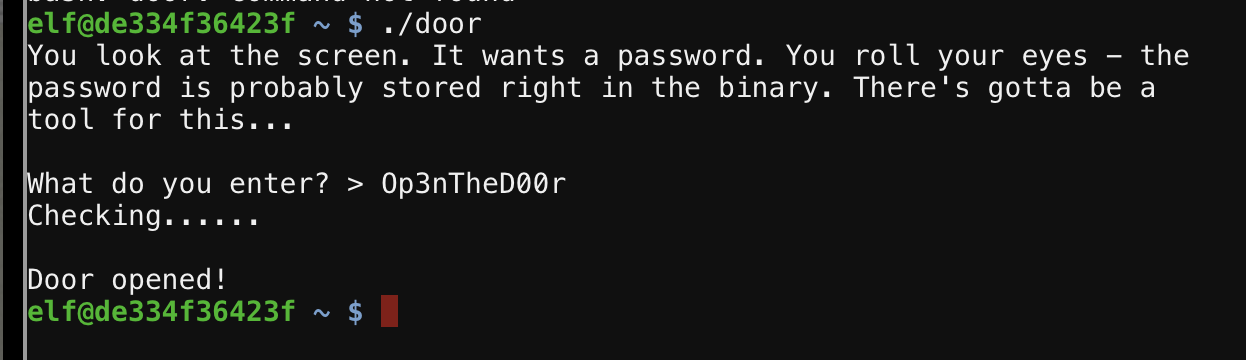 elf@de334f36423f ~ $ ./door
You look at the screen. It wants a password. You roll your eyes – the
password is probably stored right in the binary. There's gotta be a
tool for this...
What do you enter? > Op3nTheD00r
Checking......
Door opened!
elf@de334f36423f ~ $